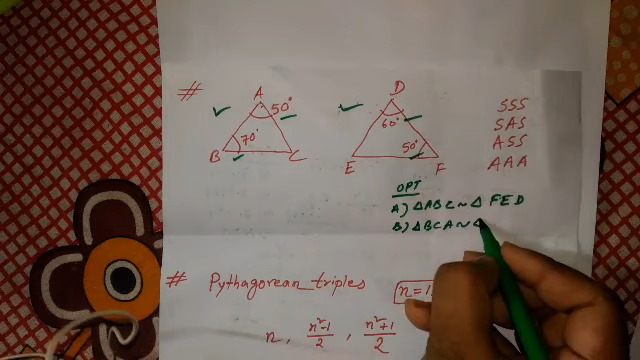 #
A
50°
70°
B
C
D
60°
50°
E
F
SSS
SAS
ASS
AAA
OPT
A) ΔABC ~ Δ FED
B) ΔBCA ~ Δ
# Pythagorean triples
n=1
n, n²-1/2, n²+1/2